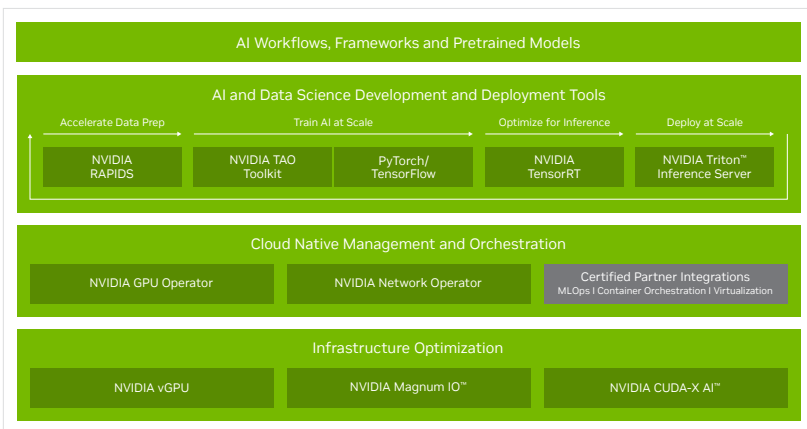 AI Workflows, Frameworks and Pretrained Models
AI and Data Science Development and Deployment Tools
Accelerate Data Prep
Train AI at Scale
Optimize for Inference
Deploy at Scale
NVIDIA
RAPIDS
NVIDIA TAO
Toolkit
PyTorch/
TensorFlow
NVIDIA
TensorRT
NVIDIA Triton™
Inference Server
Cloud Native Management and Orchestration
NVIDIA GPU Operator
NVIDIA Network Operator
Certified Partner Integrations
MLOps | Container Orchestration | Virtualization
Infrastructure Optimization
NVIDIA vGPU
NVIDIA Magnum IO™
NVIDIA CUDA-X AI™